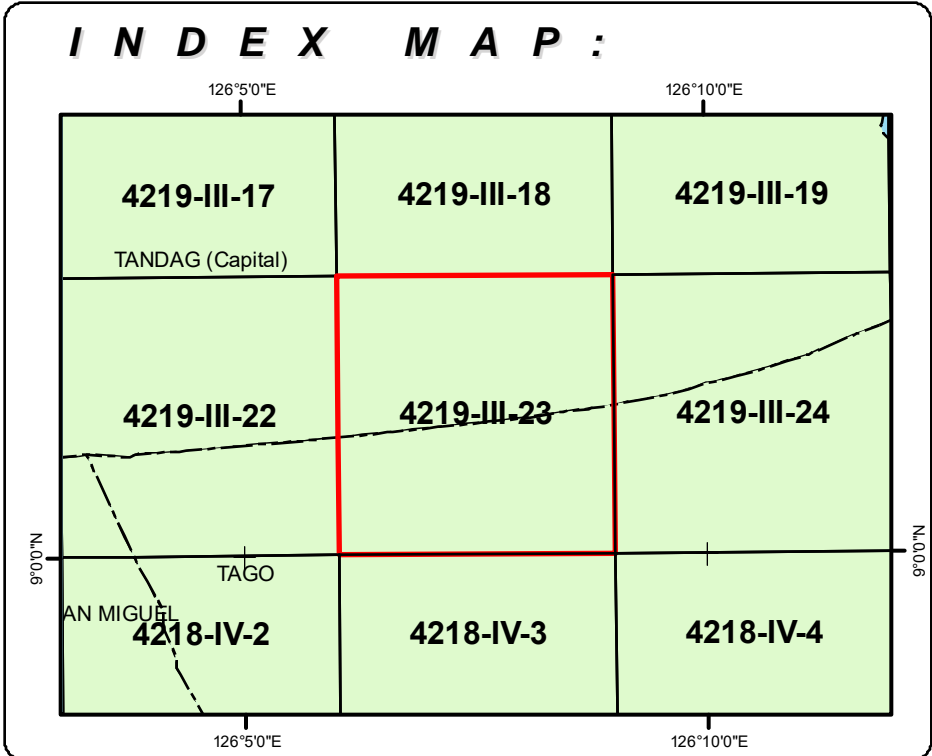 INDEX MAP:
126°5'0"E 126°10'0"E
4219-III-17 4219-III-18 4219-III-19
TANDAG (Capital)
4219-III-22 4219-III-23 4219-III-24
9°0'0"N 9°0'0"N
TAGO
AN MIGUEL
4218-IV-2 4218-IV-3 4218-IV-4
126°5'0"E 126°10'0"E